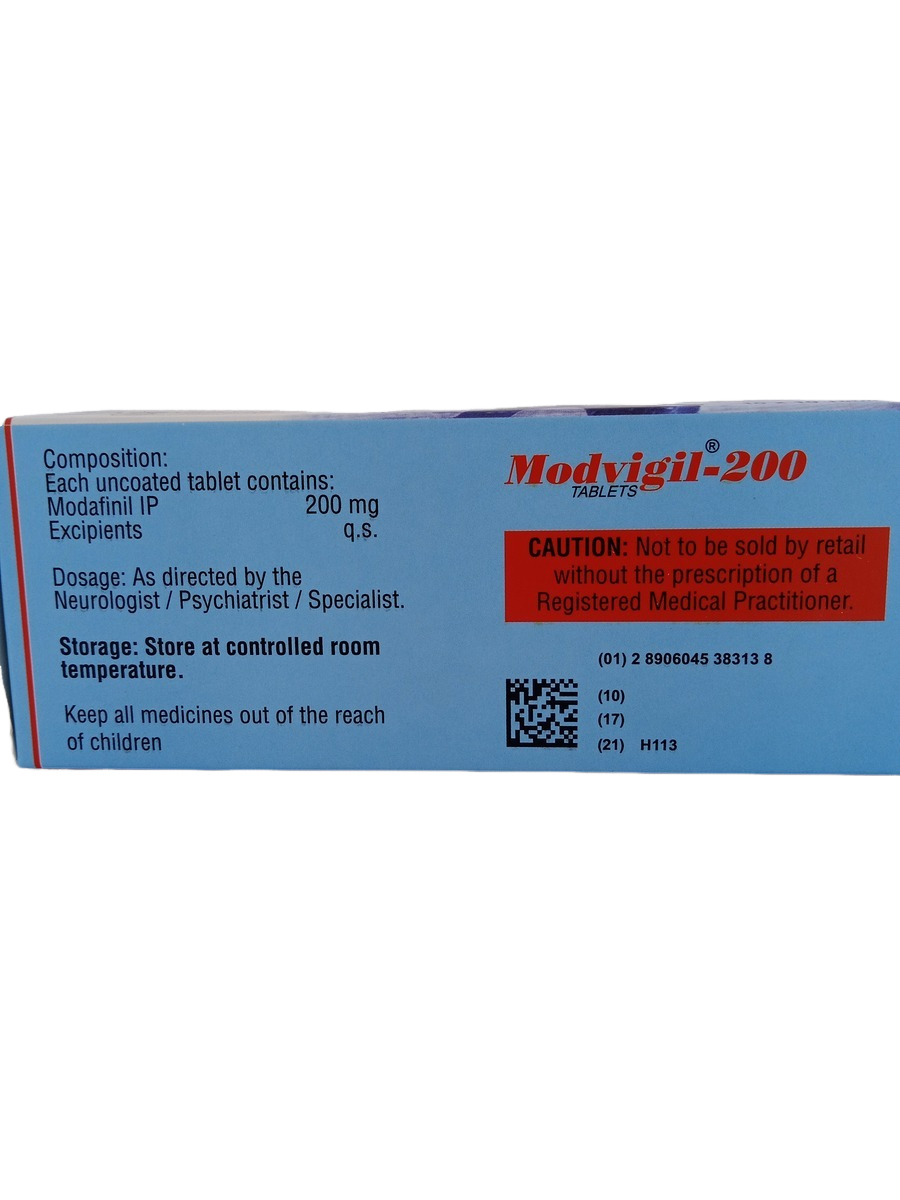 Composition:
Each uncoated tablet contains:
Modafinil IP 200 mg
Excipients q.s.
Dosage: As directed by the
Neurologist / Psychiatrist / Specialist.
Storage: Store at controlled room
temperature.
Keep all medicines out of the reach
of children
Modvigil®-200
TABLETS
CAUTION: Not to be sold by retail
without the prescription of a
Registered Medical Practitioner.
(01) 2 8906045 38313 8
(10)
(17)
(21) H113